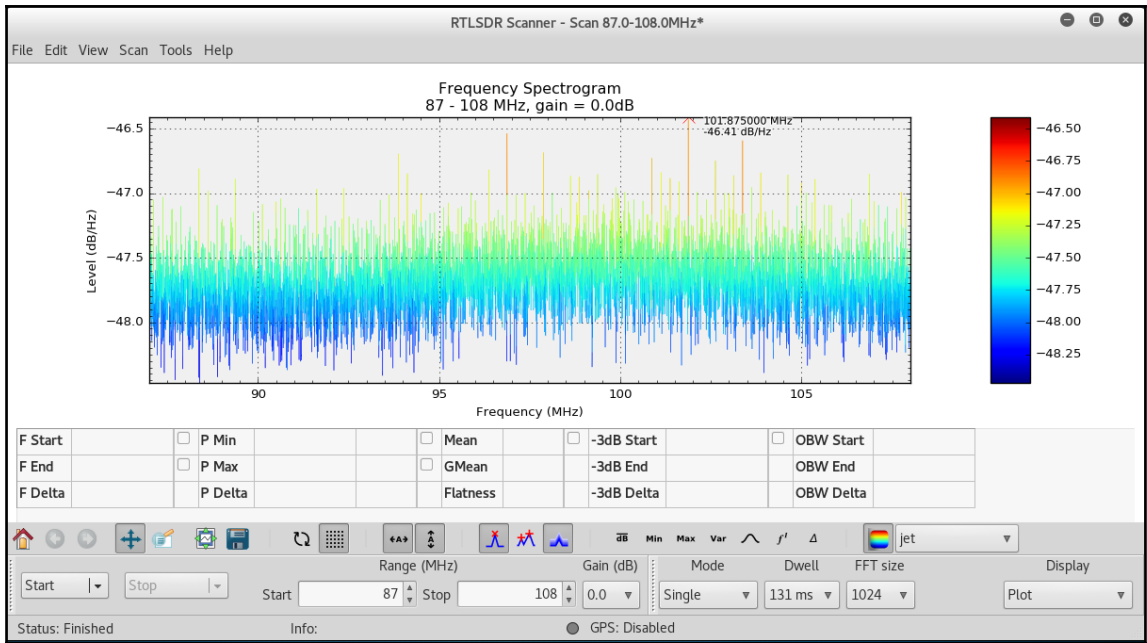 RTLSDR Scanner - Scan 87.0-108.0MHz*
File Edit View Scan Tools Help
Frequency Spectrogram
87 - 108 MHz, gain = 0.0dB
101.875000 MHz
-46.41 dB/Hz
−46.5
−47.0
−47.5
−48.0
Level (dB/Hz)
90 95 100 105
Frequency (MHz)
−46.50
−46.75
−47.00
−47.25
−47.50
−47.75
−48.00
−48.25
F Start P Min Mean -3dB Start OBW Start
F End P Max GMean -3dB End OBW End
F Delta P Delta Flatness -3dB Delta OBW Delta
dB Min Max Var f' Δ jet
Range (MHz) Gain (dB) Mode Dwell FFT size Display
Start Stop Start 87 Stop 108 0.0 Single 131 ms 1024 Plot
Status: Finished Info: GPS: Disabled